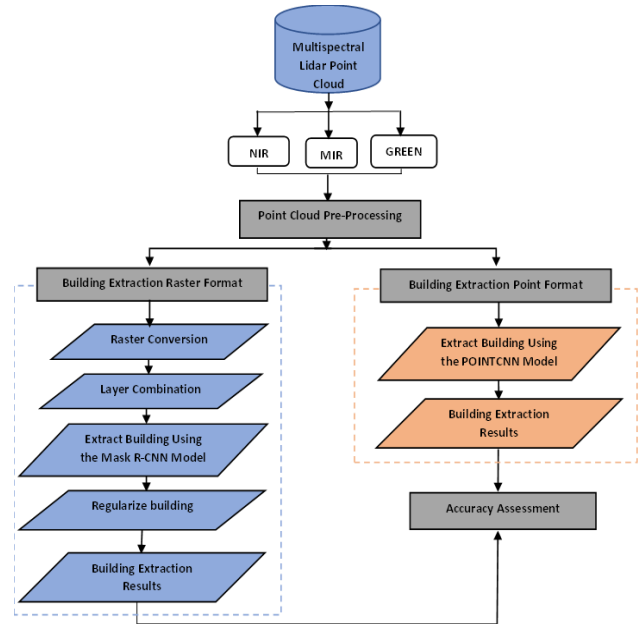 Multispectral
Lidar Point
Cloud
NIR
MIR
GREEN
Point Cloud Pre-Processing
Building Extraction Raster Format
Raster Conversion
Layer Combination
Extract Building Using
the Mask R-CNN Model
Regularize building
Building Extraction
Results
Building Extraction Point Format
Extract Building Using
the POINTCNN Model
Building Extraction
Results
Accuracy Assessment